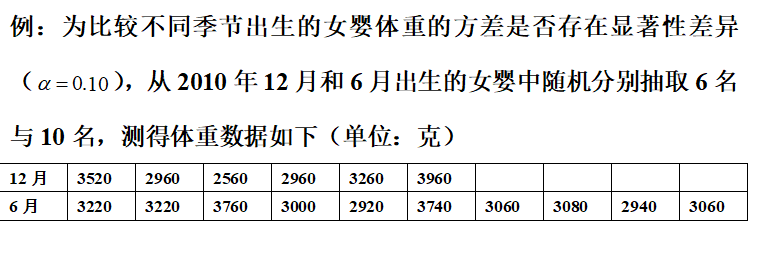 例：为比较不同季节出生的女婴体重的方差是否存在显著性差异
（α=0.10），从 2010 年 12 月和 6 月出生的女婴中随机分别抽取 6 名
与 10 名，测得体重数据如下（单位：克）
12 月 3520 2960 2560 2960 3260 3960
6 月 3220 3220 3760 3000 2920 3740 3060 3080 2940 3060